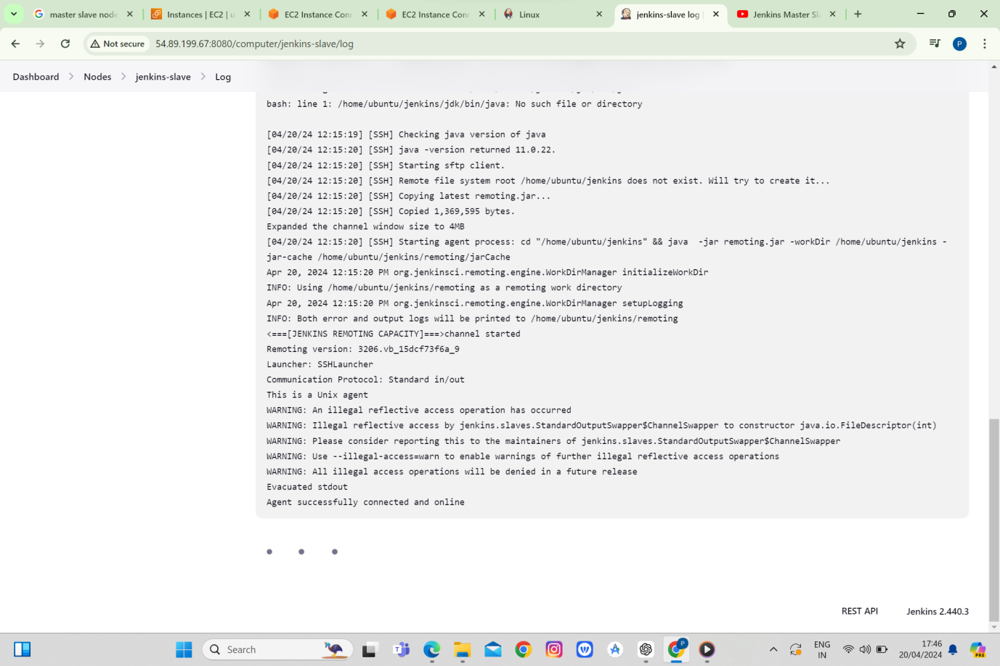 master slave node
Instances | EC2 | u
EC2 Instance Conn
EC2 Instance Conn
Linux
jenkins-slave log |
Jenkins Master Sl
Not secure
54.89.199.67:8080/computer/jenkins-slave/log
P
Dashboard
Nodes
jenkins-slave
Log
bash: line 1: /home/ubuntu/jenkins/jdk/bin/java: No such file or directory
[04/20/24 12:15:19] [SSH] Checking java version of java
[04/20/24 12:15:20] [SSH] java -version returned 11.0.22.
[04/20/24 12:15:20] [SSH] Starting sftp client.
[04/20/24 12:15:20] [SSH] Remote file system root /home/ubuntu/jenkins does not exist. Will try to create it...
[04/20/24 12:15:20] [SSH] Copying latest remoting.jar...
[04/20/24 12:15:20] [SSH] Copied 1,369,595 bytes.
Expanded the channel window size to 4MB
[04/20/24 12:15:20] [SSH] Starting agent process: cd "/home/ubuntu/jenkins" && java  -jar remoting.jar -workDir /home/ubuntu/jenkins -
jar-cache /home/ubuntu/jenkins/remoting/jarCache
Apr 20, 2024 12:15:20 PM org.jenkinsci.remoting.engine.WorkDirManager initializeWorkDir
INFO: Using /home/ubuntu/jenkins/remoting as a remoting work directory
Apr 20, 2024 12:15:20 PM org.jenkinsci.remoting.engine.WorkDirManager setupLogging
INFO: Both error and output logs will be printed to /home/ubuntu/jenkins/remoting
<===[JENKINS REMOTING CAPACITY]===>channel started
Remoting version: 3206.vb_15dcf73f6a_9
Launcher: SSHLauncher
Communication Protocol: Standard in/out
This is a Unix agent
WARNING: An illegal reflective access operation has occurred
WARNING: Illegal reflective access by jenkins.slaves.StandardOutputSwapper$ChannelSwapper to constructor java.io.FileDescriptor(int)
WARNING: Please consider reporting this to the maintainers of jenkins.slaves.StandardOutputSwapper$ChannelSwapper
WARNING: Use --illegal-access=warn to enable warnings of further illegal reflective access operations
WARNING: All illegal access operations will be denied in a future release
Evacuated stdout
Agent successfully connected and online
REST API
Jenkins 2.440.3
Search
P
ENG
IN
17:46
20/04/2024
PRE